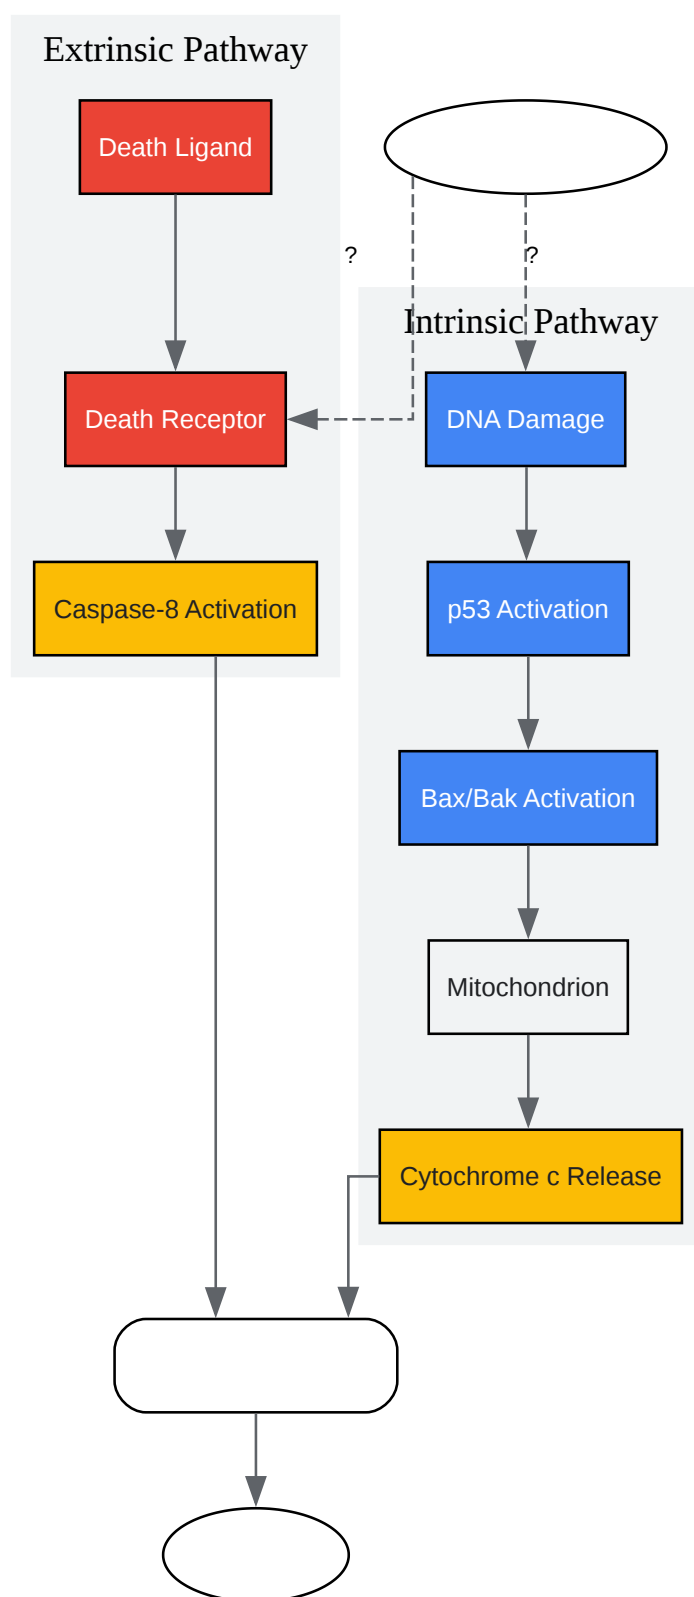 Extrinsic Pathway
Death Ligand
?
?
Intrinsic Pathway
Death Receptor
DNA Damage
Caspase-8 Activation
p53 Activation
Bax/Bak Activation
Mitochondrion
Cytochrome c Release